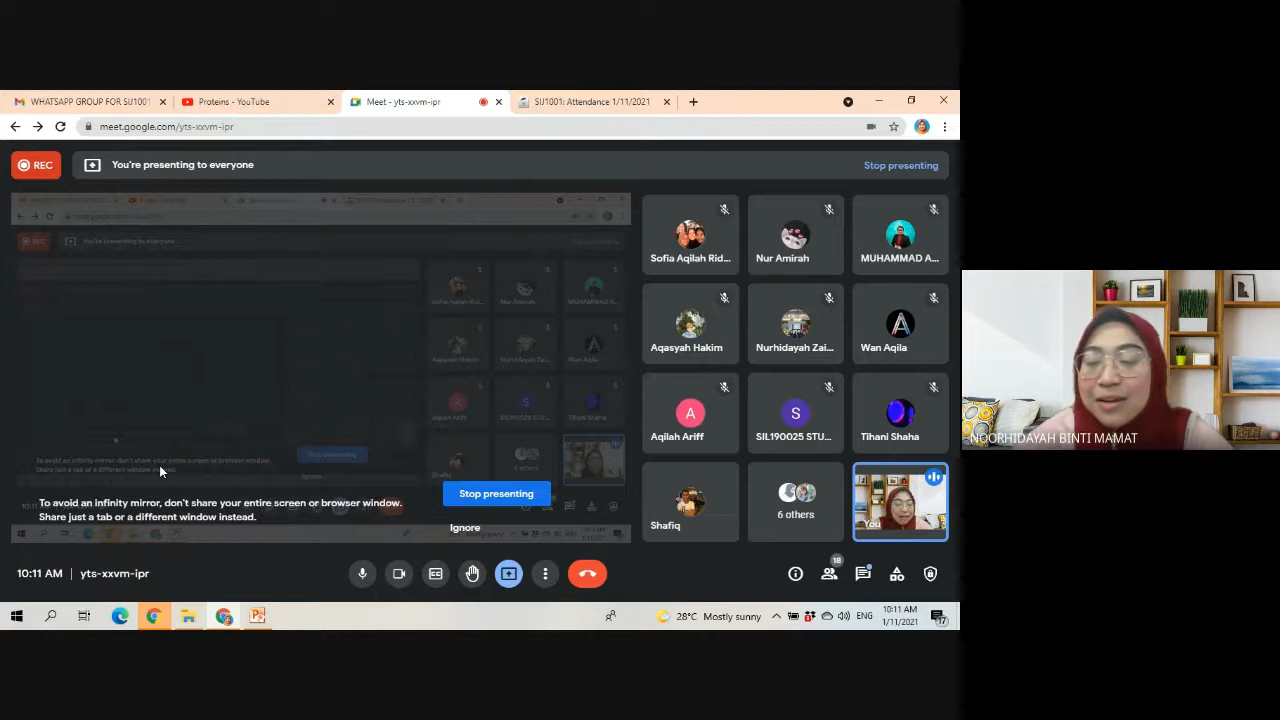 WHATSAPP GROUP FOR SIJ1001
Proteins - YouTube
Meet - yts-xxvm-ipr
SIJ1001: Attendance 1/11/2021
meet.google.com/yts-xxvm-ipr
REC
You're presenting to everyone
Stop presenting
Sofia Aqilah Rid...
Nur Amirah
MUHAMMAD A...
Aqasyah Hakim
Nurhidayah Zai...
Wan Aqila
A
Aqilah Ariff
S
SIL190025 STU...
Tihani Shaha
Shafiq
6 others
You
NOORHIDAYAH BINTI MAMAT
To avoid an infinity mirror, don't share your entire screen or browser window.
Share just a tab or a different window instead.
Stop presenting
Ignore
10:11 AM | yts-xxvm-ipr
18
28°C Mostly sunny
ENG
10:11 AM
1/11/2021
17